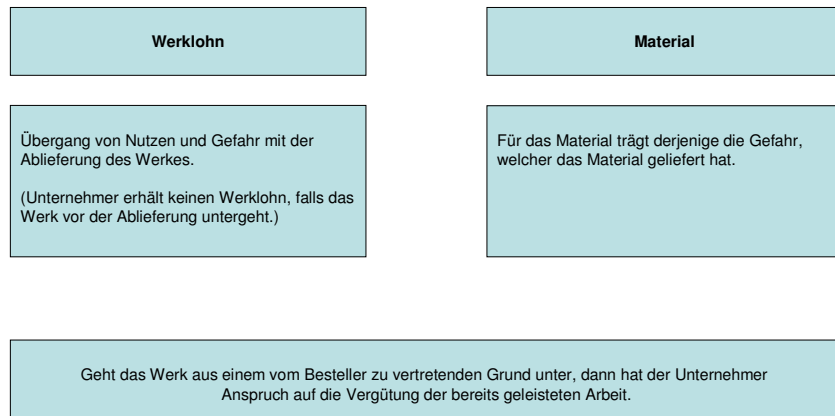 Werklohn
Material
Übergang von Nutzen und Gefahr mit der
Ablieferung des Werkes.
(Unternehmer erhält keinen Werklohn, falls das
Werk vor der Ablieferung untergeht.)
Für das Material trägt derjenige die Gefahr,
welcher das Material geliefert hat.
Geht das Werk aus einem vom Besteller zu vertretenden Grund unter, dann hat der Unternehmer
Anspruch auf die Vergütung der bereits geleisteten Arbeit.